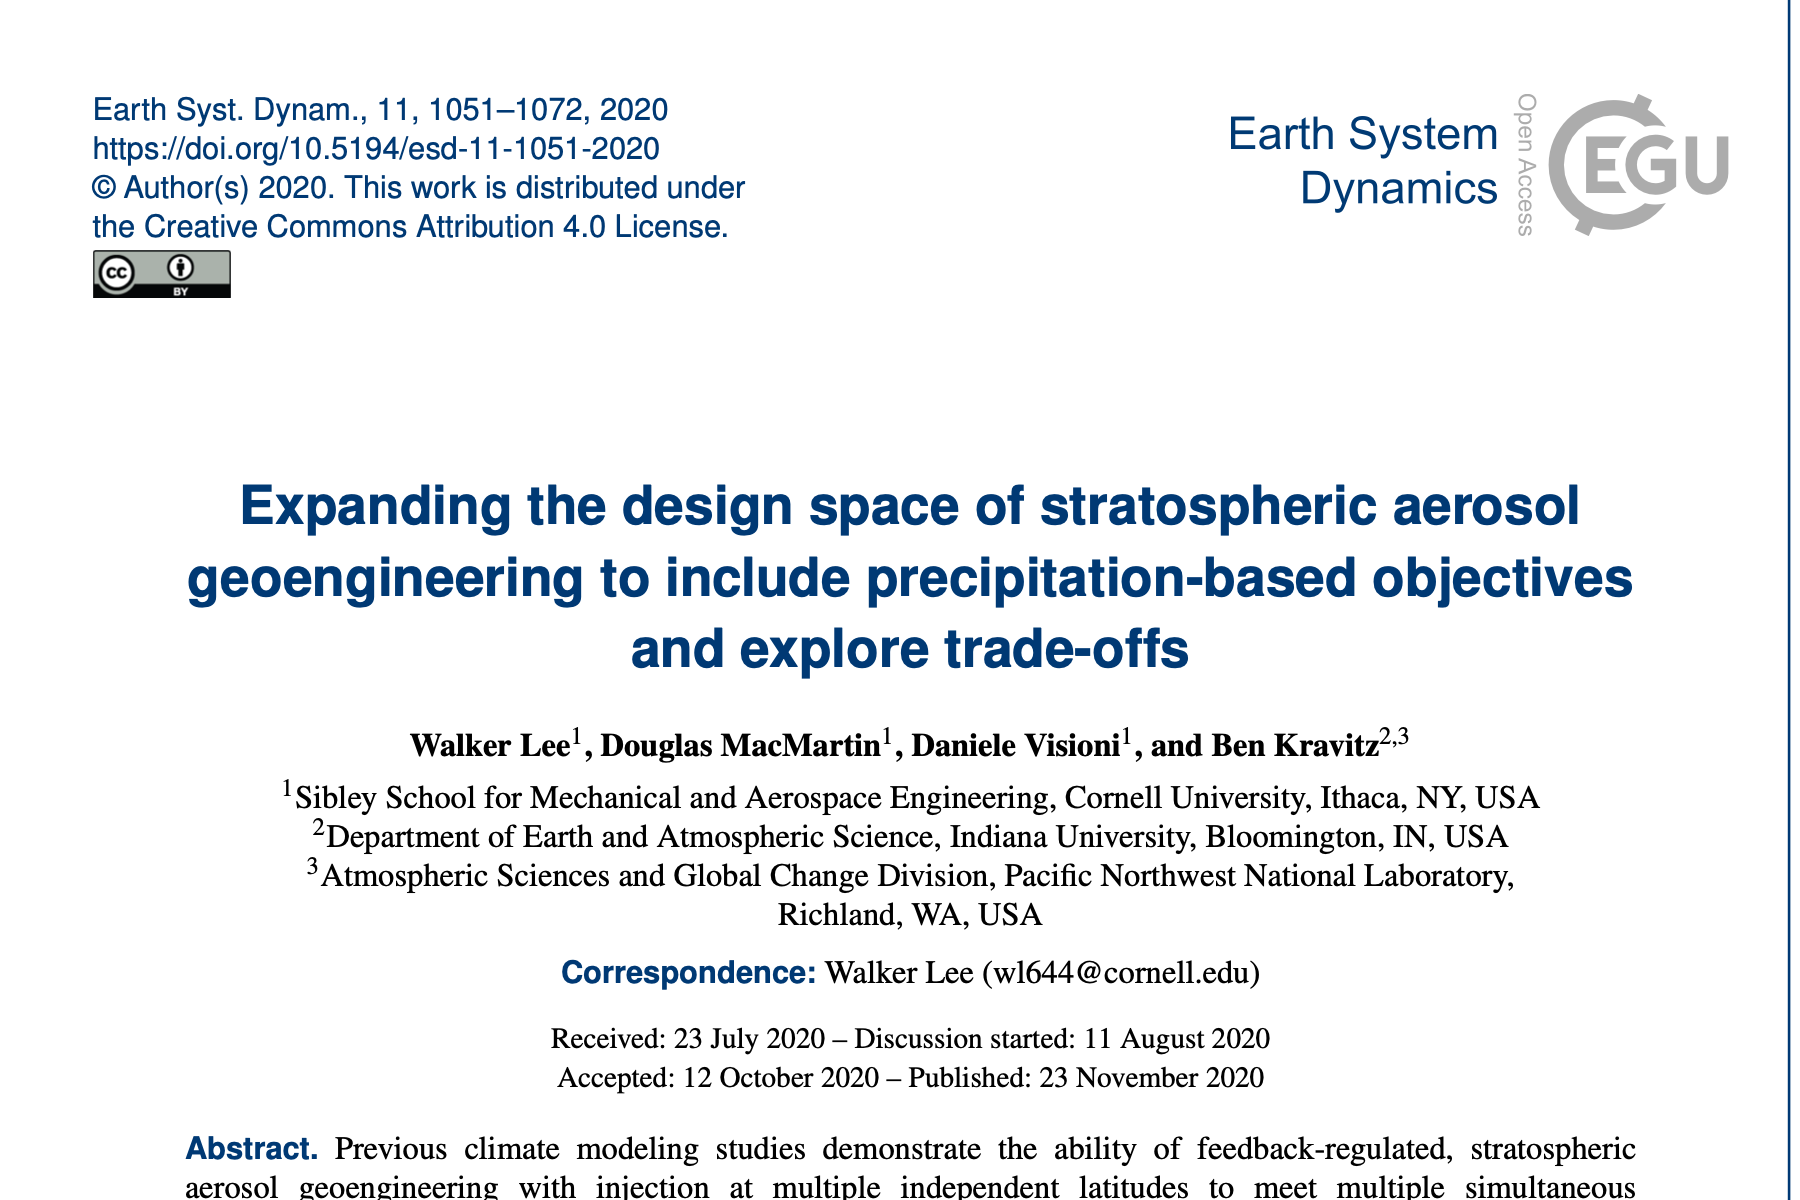 Earth Syst. Dynam., 11, 1051–1072, 2020
https://doi.org/10.5194/esd-11-1051-2020
© Author(s) 2020. This work is distributed under
the Creative Commons Attribution 4.0 License.
cc
BY
Earth System
Dynamics
Open Access
EGU
Expanding the design space of stratospheric aerosol
geoengineering to include precipitation-based objectives
and explore trade-offs
Walker Lee1, Douglas MacMartin1, Daniele Visioni1, and Ben Kravitz2,3
1Sibley School for Mechanical and Aerospace Engineering, Cornell University, Ithaca, NY, USA
2Department of Earth and Atmospheric Science, Indiana University, Bloomington, IN, USA
3Atmospheric Sciences and Global Change Division, Pacific Northwest National Laboratory,
Richland, WA, USA
Correspondence: Walker Lee (wl644@cornell.edu)
Received: 23 July 2020 – Discussion started: 11 August 2020
Accepted: 12 October 2020 – Published: 23 November 2020
Abstract. Previous climate modeling studies demonstrate the ability of feedback-regulated, stratospheric
aerosol geoengineering with injection at multiple independent latitudes to meet multiple simultaneous